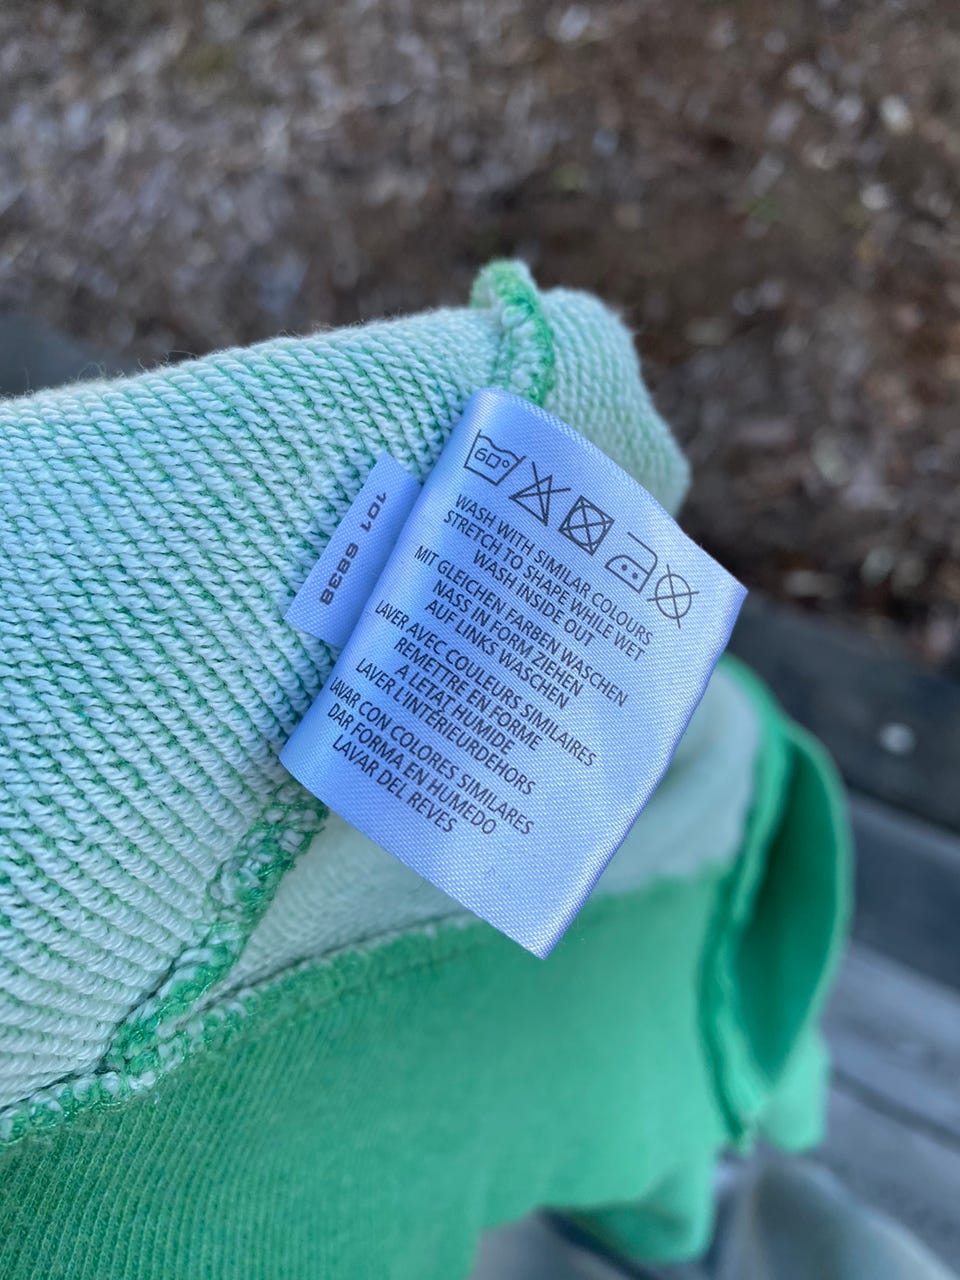 60°
WASH WITH SIMILAR COLOURS
STRETCH TO SHAPE WHILE WET
WASH INSIDE OUT
MIT GLEICHEN FARBEN WASCHEN
NASS IN FORM ZIEHEN
AUF LINKS WASCHEN
LAVER AVEC COULEURS SIMILAIRES
REMETTRE EN FORME
A LETAT HUMIDE
LAVER L'INTERIEURDEHORS
LAVAR CON COLORES SIMILARES
DAR FORMA EN HUMEDO
LAVAR DEL REVES
101 6838